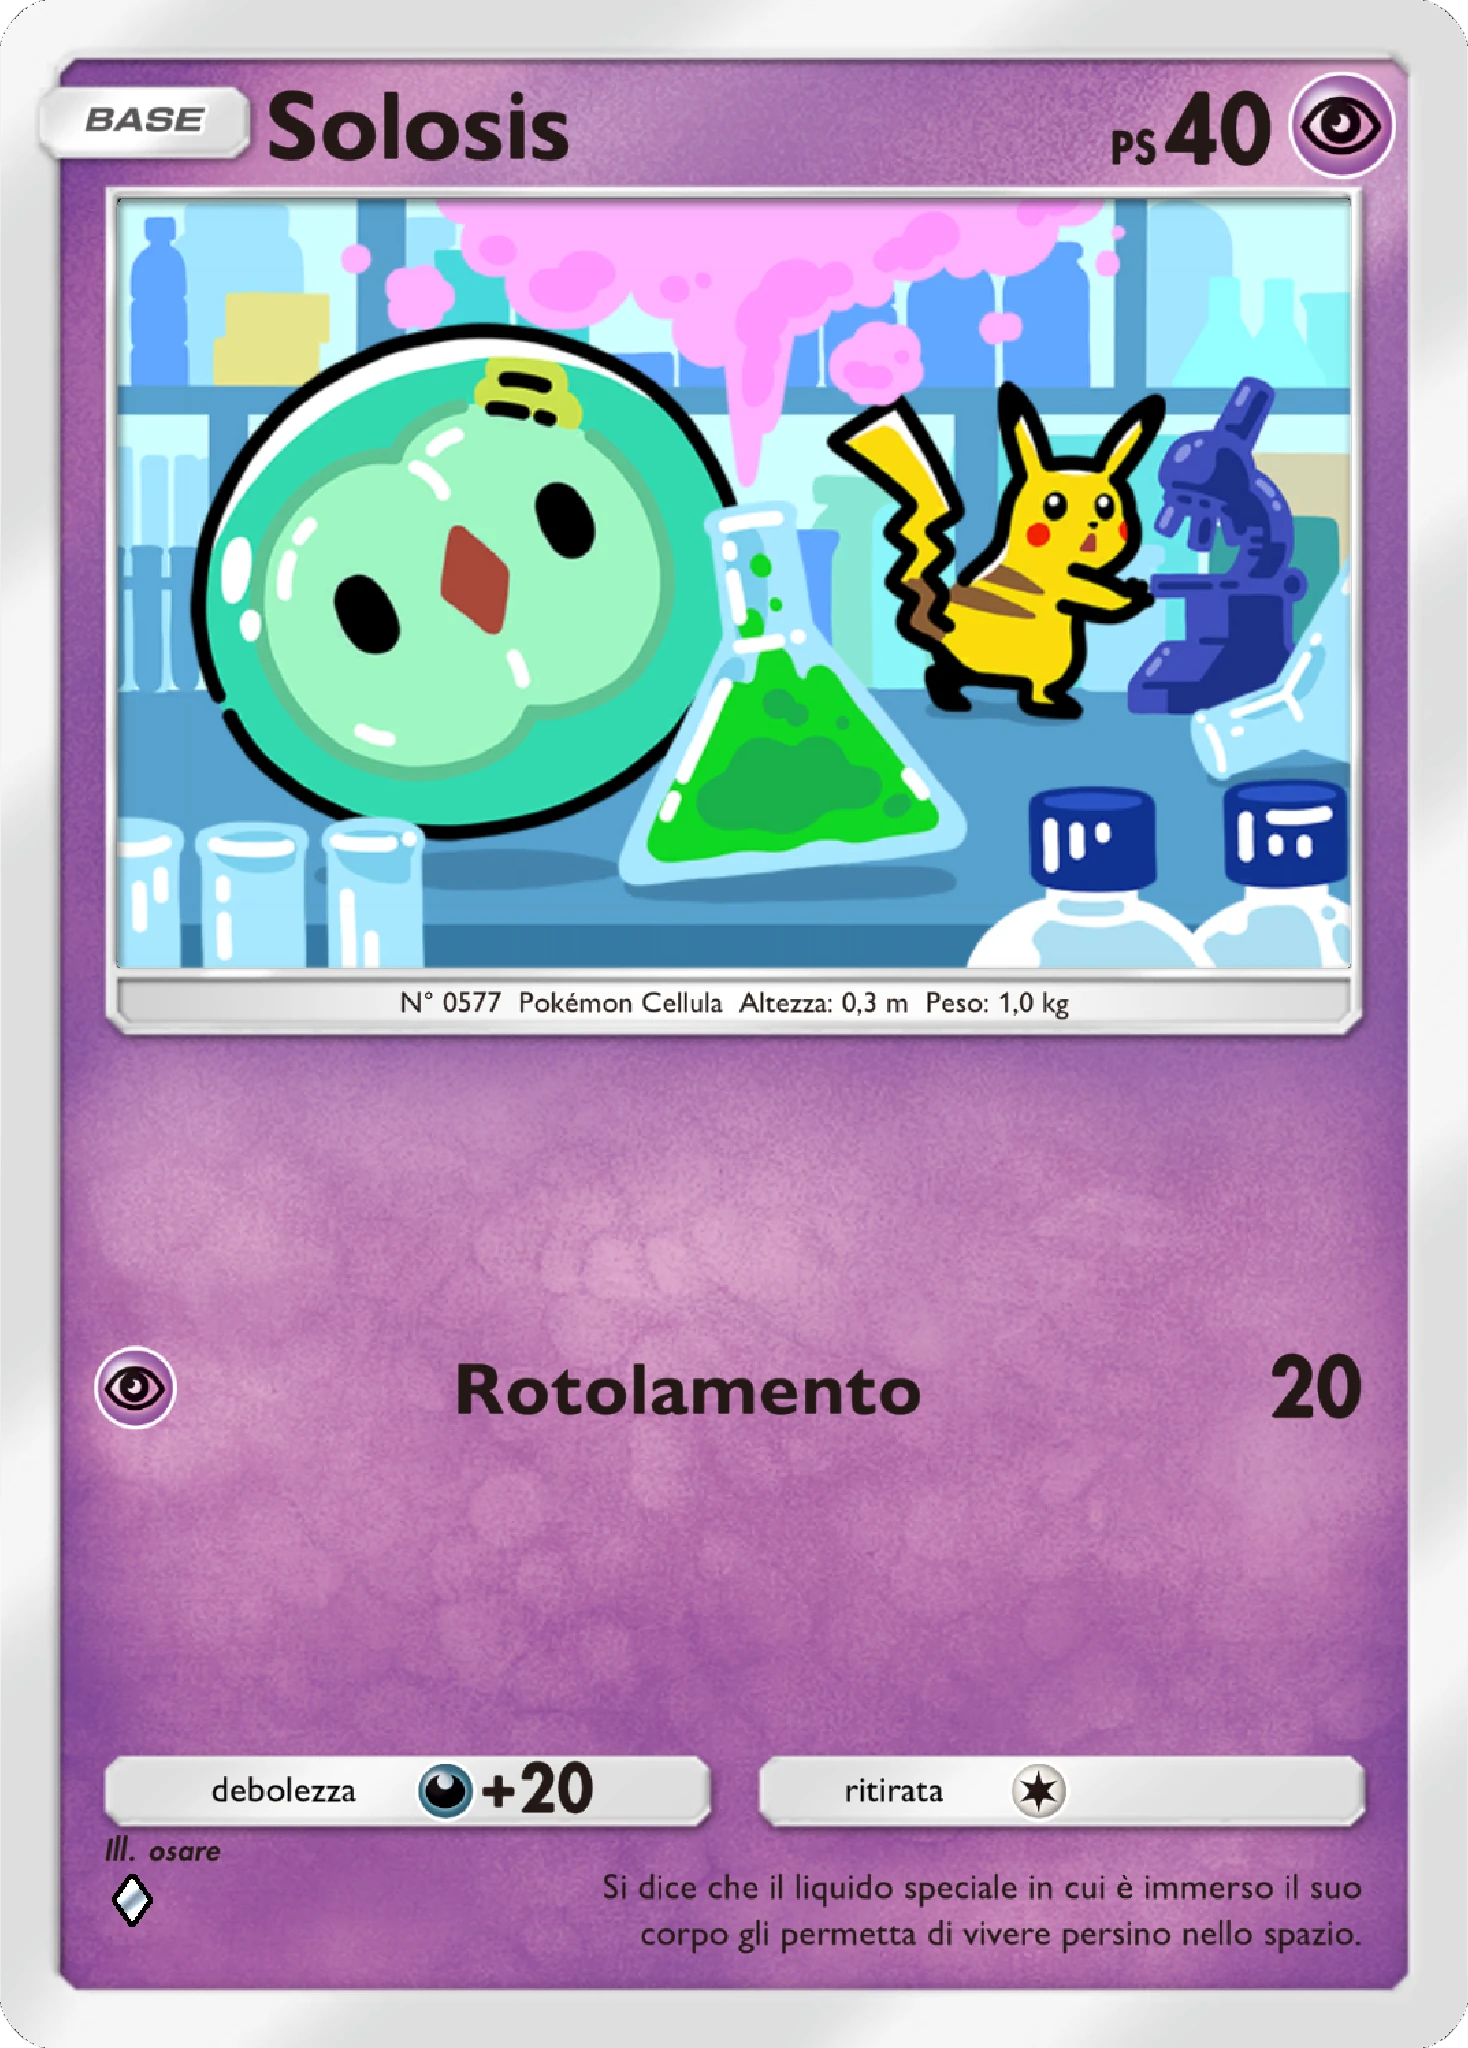 BASE
Solosis
PS 40
N° 0577 Pokémon Cellula Altezza: 0,3 m Peso: 1,0 kg
Rotolamento 20
debolezza +20
ritirata
Ill. osare
Si dice che il liquido speciale in cui è immerso il suo
corpo gli permetta di vivere persino nello spazio.